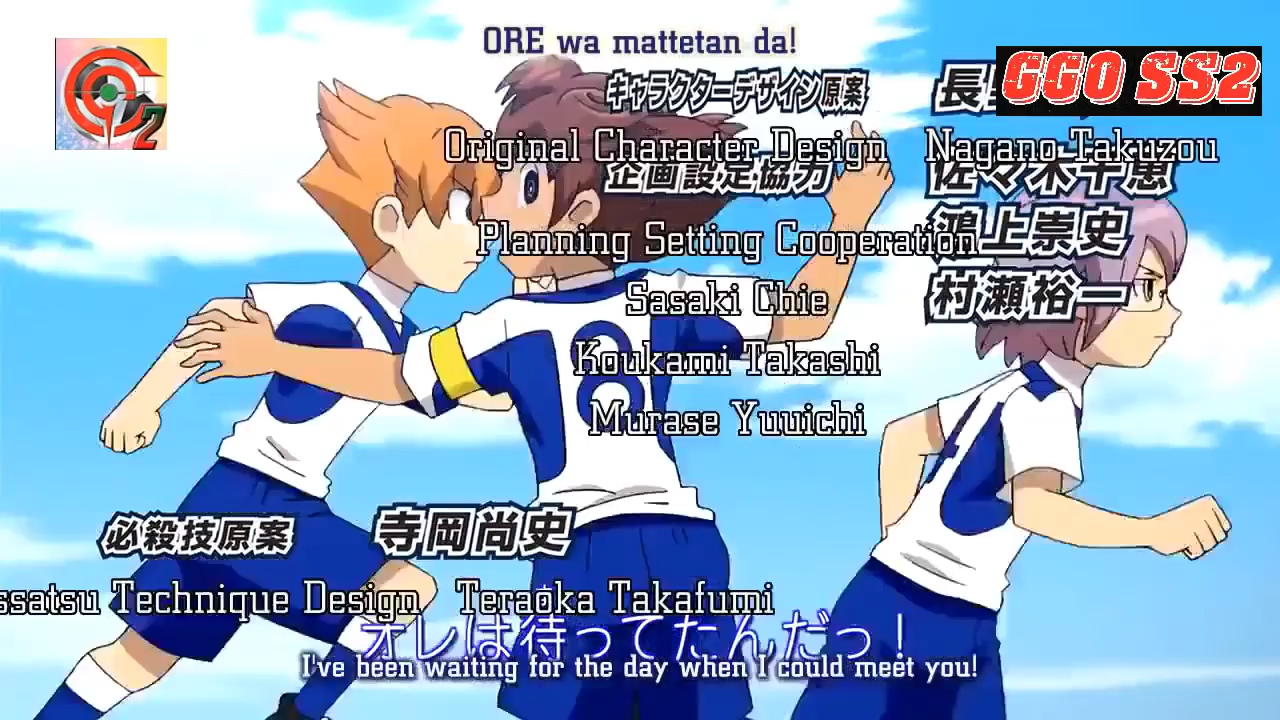 ORE wa mattetan da!
GGO SS2
2
キャラクターデザイン原案 長
Original Character Design Nagano Takuzou
企画設定協力 佐々木千恵
鴻上崇史
Planning Setting Cooperation
村瀬裕一
Sasaki Chie
Koukami Takashi
8
Murase Yuuichi
必殺技原案 寺岡尚史
ssatsu Technique Design Teraoka Takafumi
オレは待ってたんだっ！
I've been waiting for the day when I could meet you!